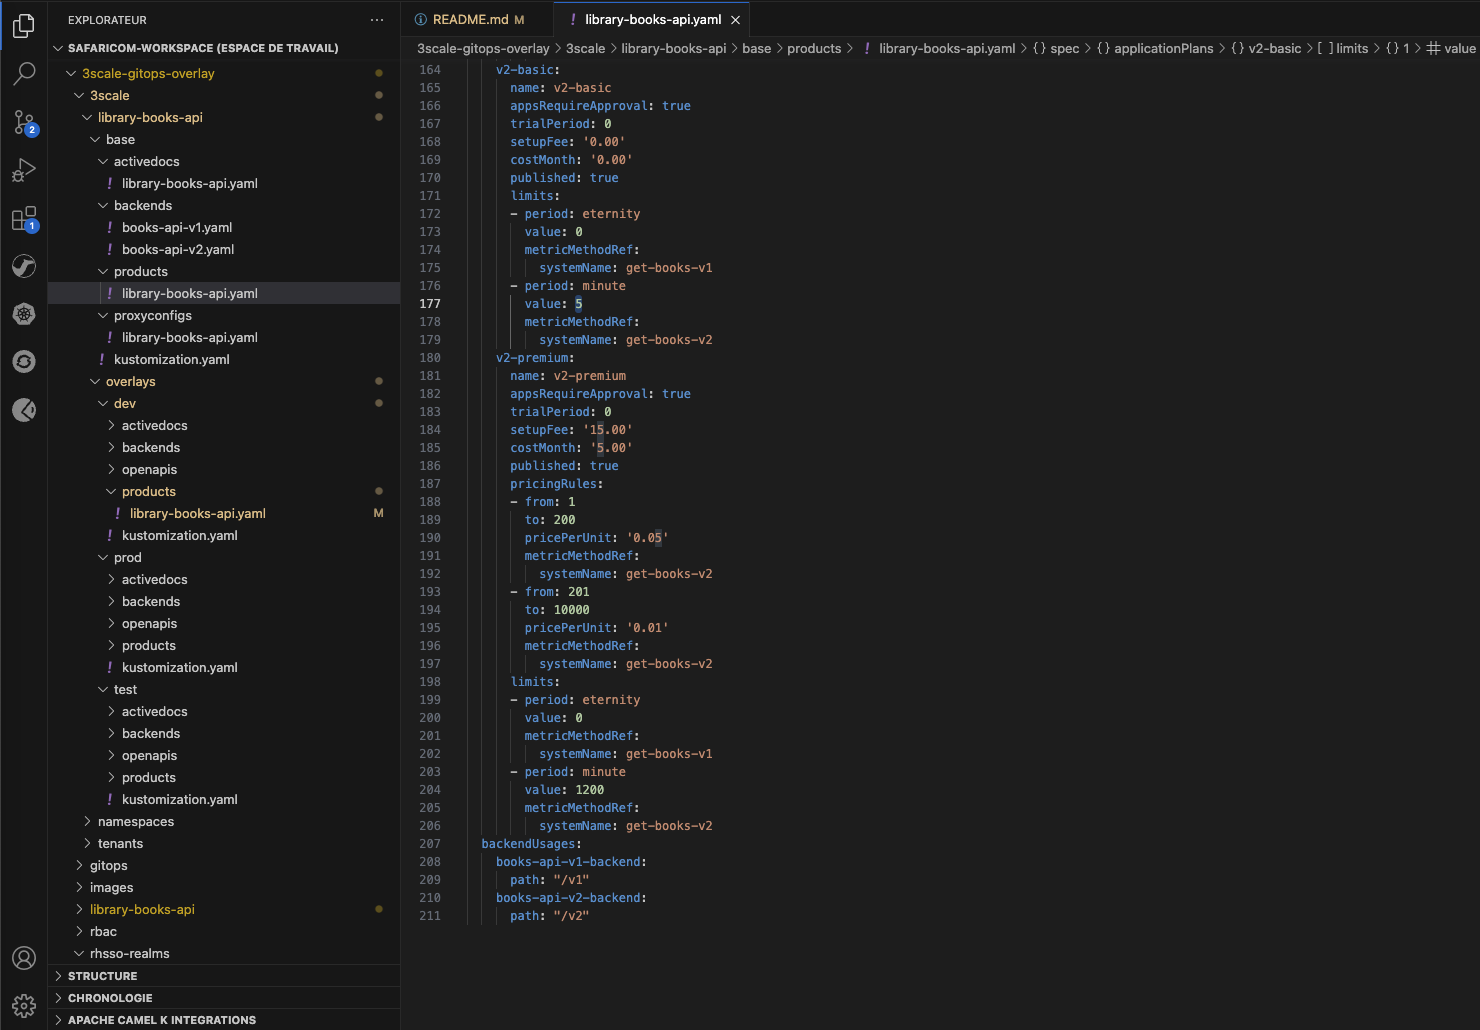 EXPLORATEUR
SAFARICOM-WORKSPACE (ESPACE DE TRAVAIL)
3scale-gitops-overlay
3scale
library-books-api
base
activedocs
! library-books-api.yaml
backends
! books-api-v1.yaml
! books-api-v2.yaml
products
! library-books-api.yaml
proxyconfigs
! library-books-api.yaml
! kustomization.yaml
overlays
dev
activedocs
backends
openapis
products
! library-books-api.yaml M
! kustomization.yaml
prod
activedocs
backends
openapis
products
! kustomization.yaml
test
activedocs
backends
openapis
products
! kustomization.yaml
namespaces
tenants
gitops
images
library-books-api
rbac
rhsso-realms
STRUCTURE
CHRONOLOGIE
APACHE CAMEL K INTEGRATIONS
2
1
README.md M
! library-books-api.yaml ×
3scale-gitops-overlay > 3scale > library-books-api > base > products > ! library-books-api.yaml > {} spec > {} applicationPlans > {} v2-basic > [ ] limits > {} 1 > # value
164 v2-basic:
165 name: v2-basic
166 appsRequireApproval: true
167 trialPeriod: 0
168 setupFee: '0.00'
169 costMonth: '0.00'
170 published: true
171 limits:
172 - period: eternity
173 value: 0
174 metricMethodRef:
175 systemName: get-books-v1
176 - period: minute
177 value: 5
178 metricMethodRef:
179 systemName: get-books-v2
180 v2-premium:
181 name: v2-premium
182 appsRequireApproval: true
183 trialPeriod: 0
184 setupFee: '15.00'
185 costMonth: '5.00'
186 published: true
187 pricingRules:
188 - from: 1
189 to: 200
190 pricePerUnit: '0.05'
191 metricMethodRef:
192 systemName: get-books-v2
193 - from: 201
194 to: 10000
195 pricePerUnit: '0.01'
196 metricMethodRef:
197 systemName: get-books-v2
198 limits:
199 - period: eternity
200 value: 0
201 metricMethodRef:
202 systemName: get-books-v1
203 - period: minute
204 value: 1200
205 metricMethodRef:
206 systemName: get-books-v2
207 backendUsages:
208 books-api-v1-backend:
209 path: "/v1"
210 books-api-v2-backend:
211 path: "/v2"